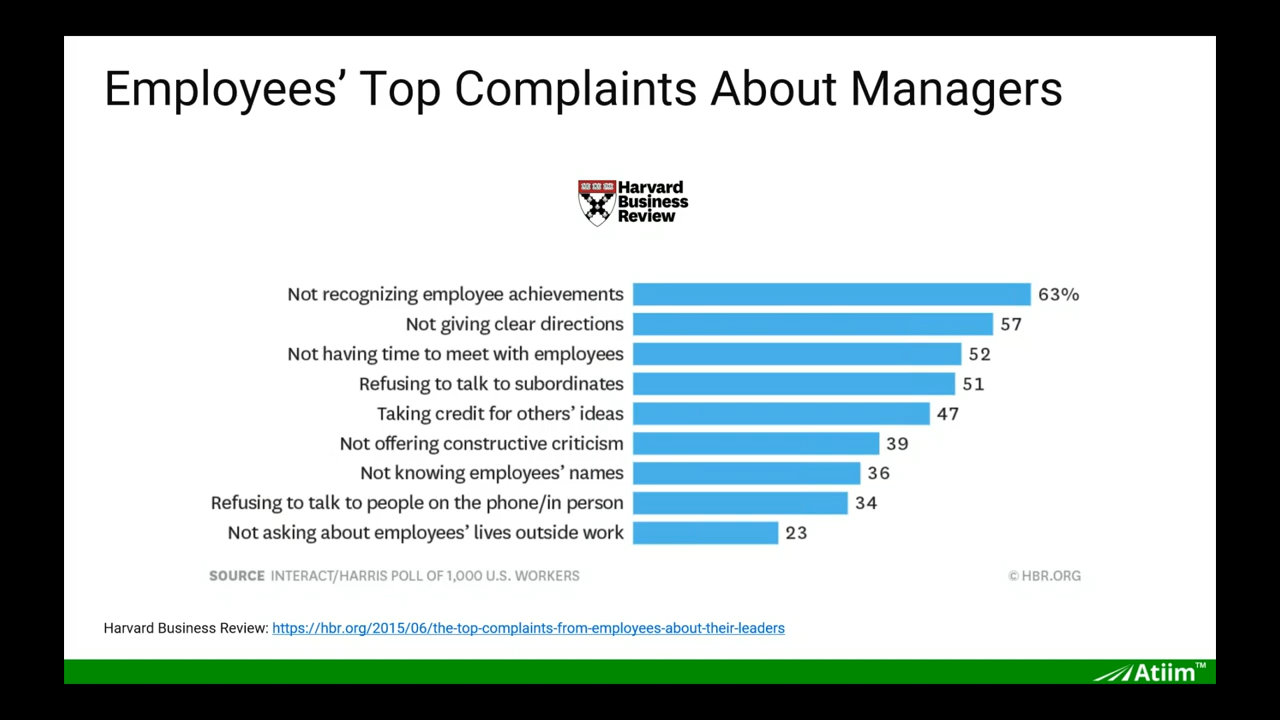 Employees’ Top Complaints About Managers
Harvard
Business
Review
Not recognizing employee achievements 63%
Not giving clear directions 57
Not having time to meet with employees 52
Refusing to talk to subordinates 51
Taking credit for others’ ideas 47
Not offering constructive criticism 39
Not knowing employees’ names 36
Refusing to talk to people on the phone/in person 34
Not asking about employees’ lives outside work 23
SOURCE INTERACT/HARRIS POLL OF 1,000 U.S. WORKERS © HBR.ORG
Harvard Business Review: https://hbr.org/2015/06/the-top-complaints-from-employees-about-their-leaders
Atiim™